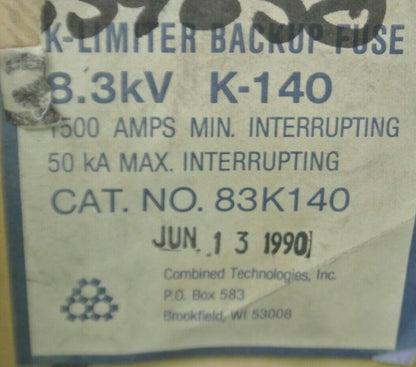 K-LIMITER BACKUP FUSE
8.3kV K-140
1500 AMPS MIN. INTERRUPTING
50 kA MAX. INTERRUPTING
CAT. NO. 83K140
JUN 13 1990
Combined Technologies, Inc.
P.O. Box 583
Brookfield, WI 53008